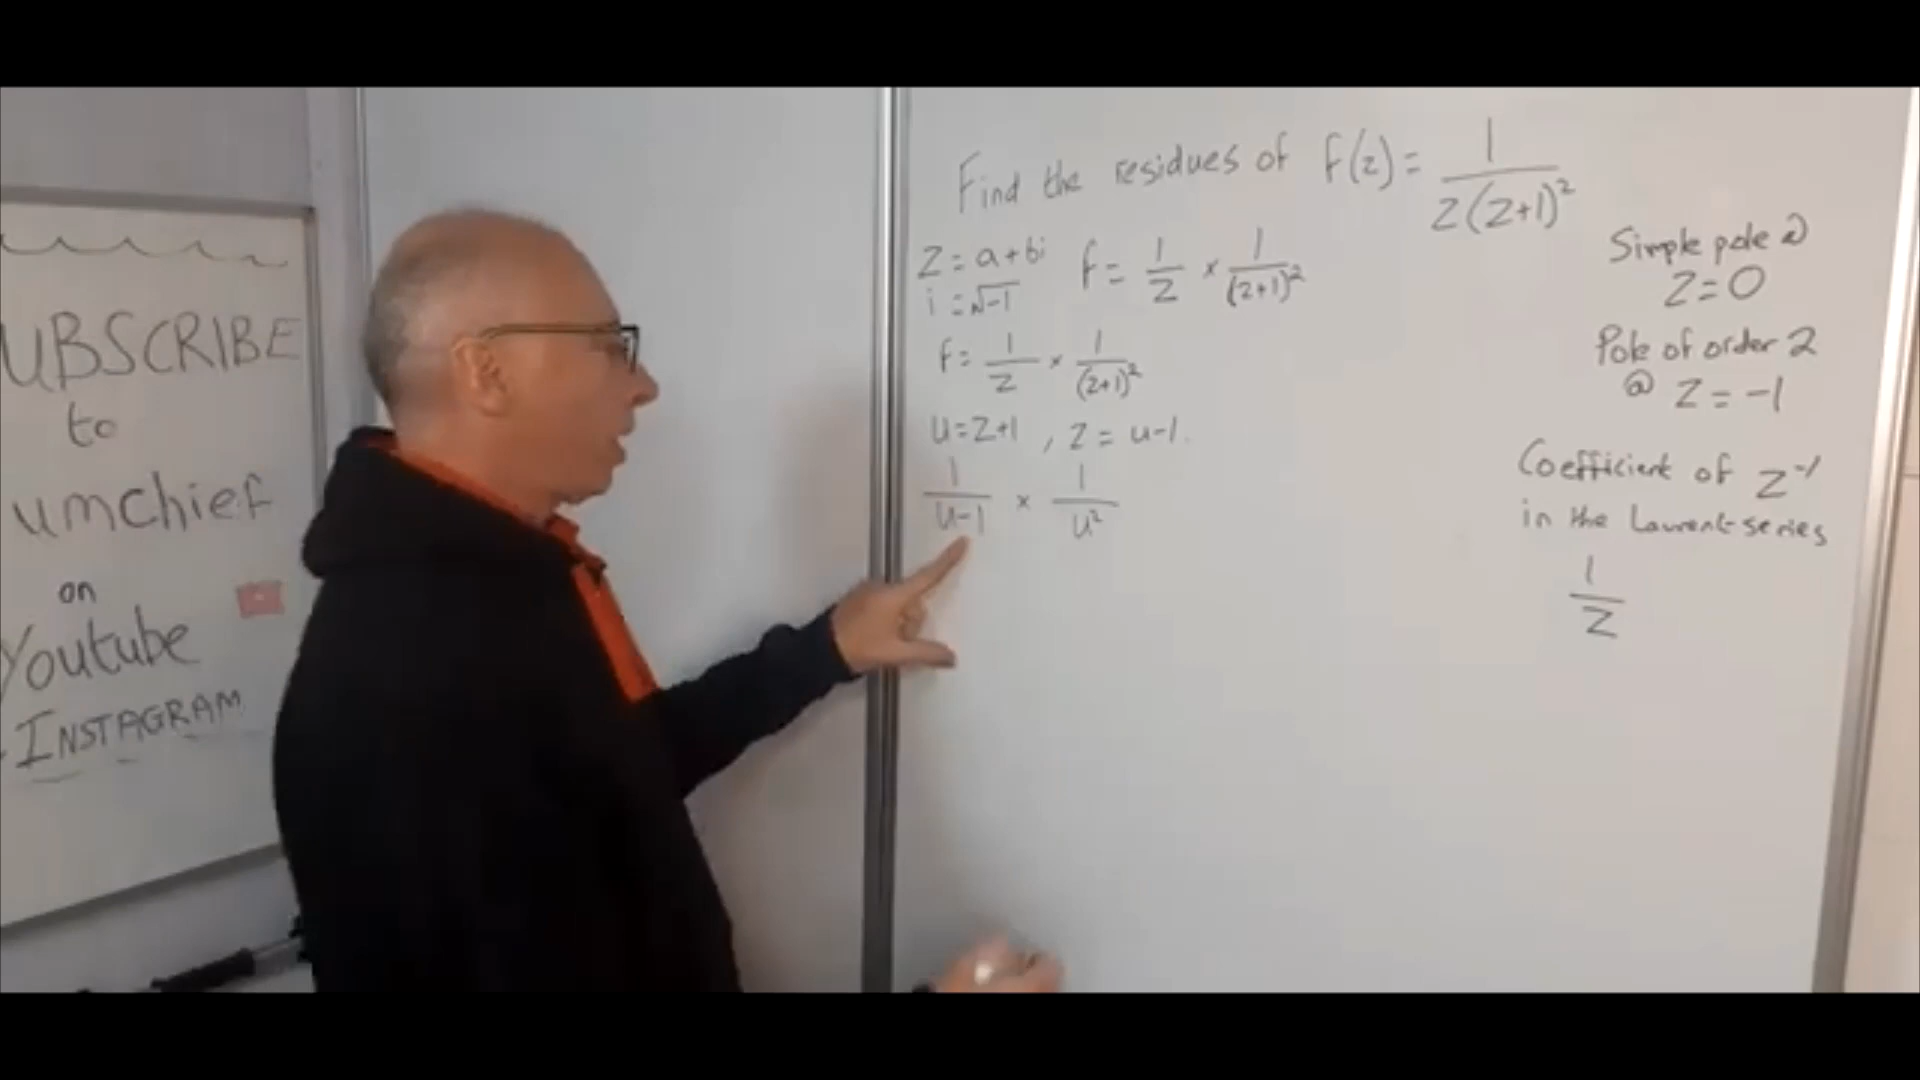 UBSCRIBE
to
umchief
on
Youtube
INSTAGRAM
Find the residues of f(z) = 1/(z(z+1)²)
z = a+bi
i = √-1
f = 1/z × 1/(z+1)²
f = 1/z × 1/(z+1)²
u = z+1 , z = u-1.
1/(u-1) × 1/u²
Simple pole @
z = 0
Pole of order 2
@ z = -1
Coefficient of z⁻¹
in the Laurent series
1/z